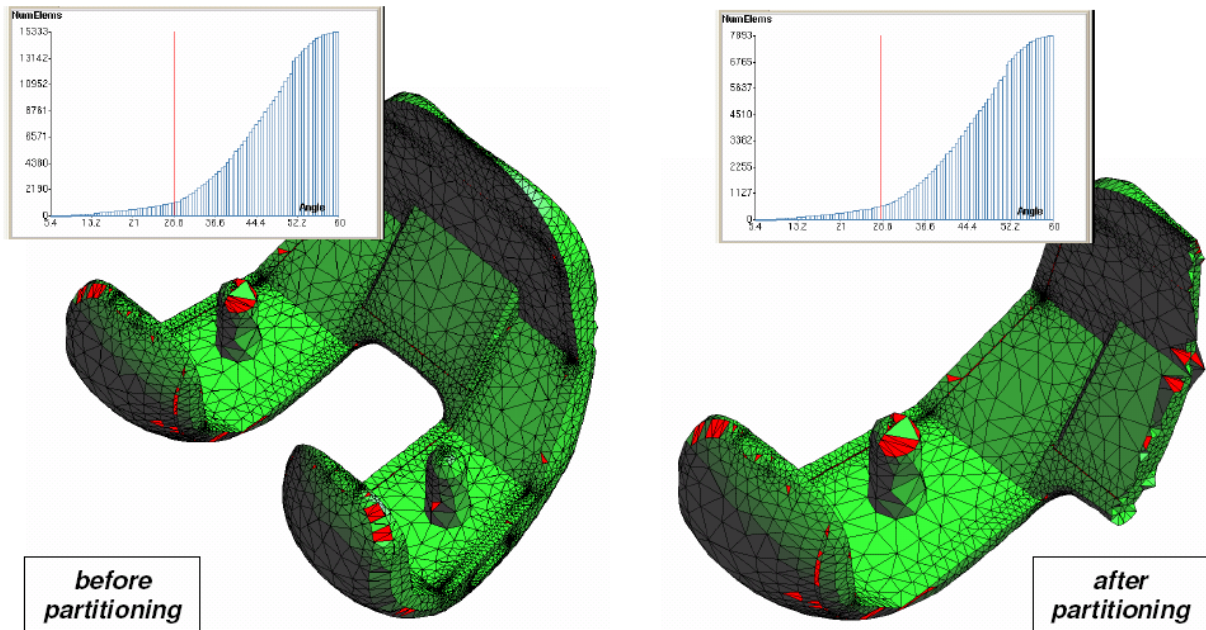 NumElems
15333
13142
10952
8761
6571
4380
2190
0
5.4 13.2 21 28.8 36.6 44.4 52.2 60
Angle
before
partitioning
NumElems
7893
6765
5637
4510
3382
2255
1127
0
5.4 13.2 21 28.8 36.6 44.4 52.2 60
Angle
after
partitioning